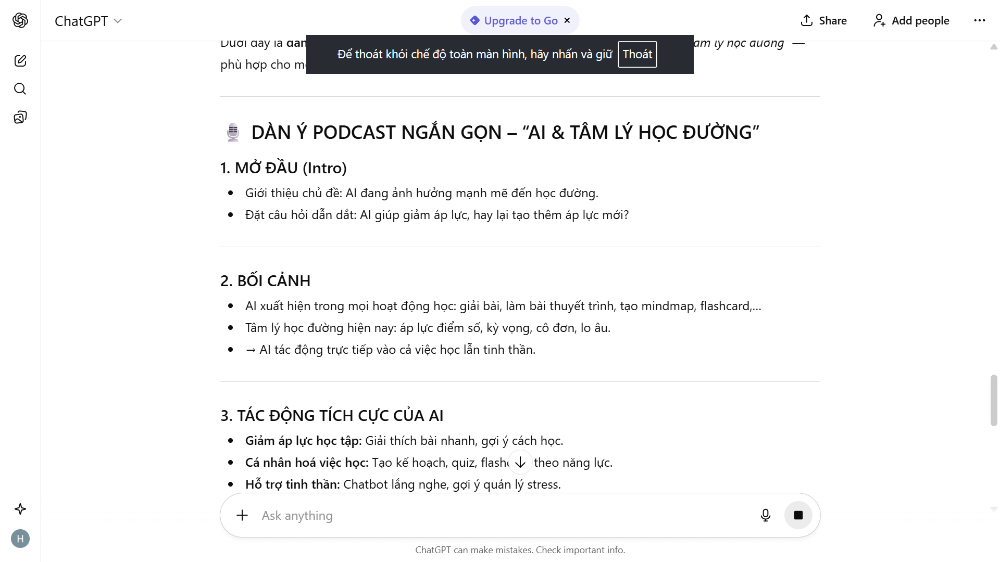 ChatGPT
Upgrade to Go
Share
Add people
Dưới đây là
âm lý học đường —
phù hợp cho
Để thoát khỏi chế độ toàn màn hình, hãy nhấn và giữ Thoát
DÀN Ý PODCAST NGẮN GỌN – “AI & TÂM LÝ HỌC ĐƯỜNG”
1. MỞ ĐẦU (Intro)
Giới thiệu chủ đề: AI đang ảnh hưởng mạnh mẽ đến học đường.
Đặt câu hỏi dẫn dắt: AI giúp giảm áp lực, hay lại tạo thêm áp lực mới?
2. BỐI CẢNH
AI xuất hiện trong mọi hoạt động học: giải bài, làm bài thuyết trình, tạo mindmap, flashcard,...
Tâm lý học đường hiện nay: áp lực điểm số, kỳ vọng, cô đơn, lo âu.
→ AI tác động trực tiếp vào cả việc học lẫn tinh thần.
3. TÁC ĐỘNG TÍCH CỰC CỦA AI
Giảm áp lực học tập: Giải thích bài nhanh, gợi ý cách học.
Cá nhân hoá việc học: Tạo kế hoạch, quiz, flashc theo năng lực.
Hỗ trợ tinh thần: Chatbot lắng nghe, gợi ý quản lý stress.
Ask anything
H
ChatGPT can make mistakes. Check important info.